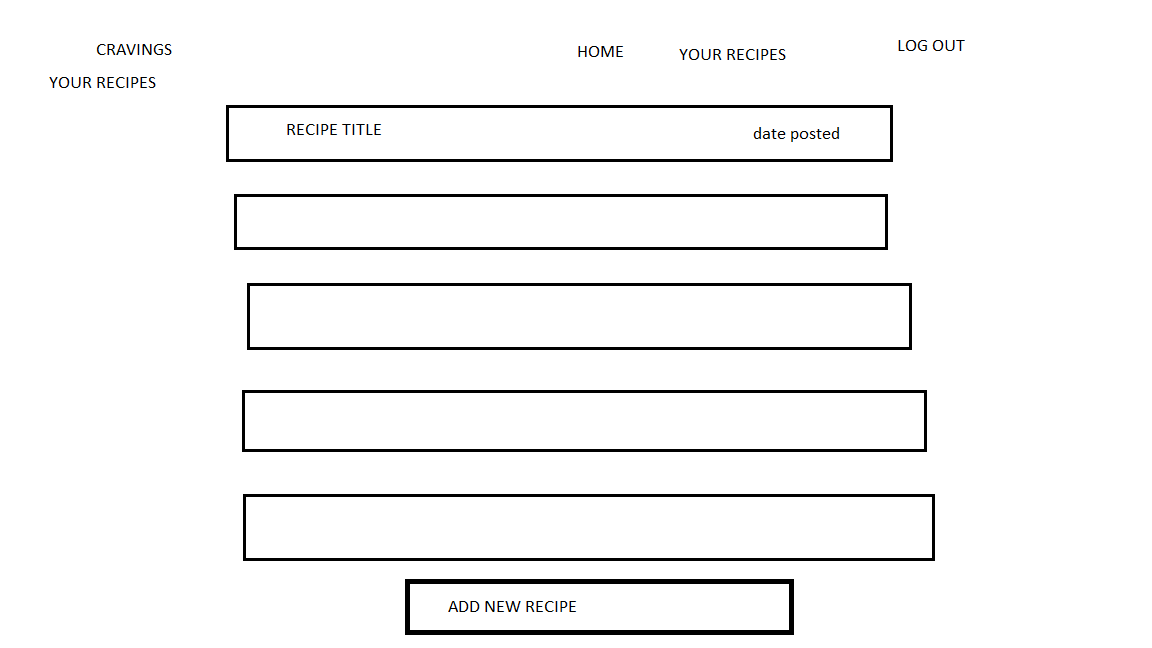 CRAVINGS
HOME
YOUR RECIPES
LOG OUT
YOUR RECIPES
RECIPE TITLE
date posted
ADD NEW RECIPE